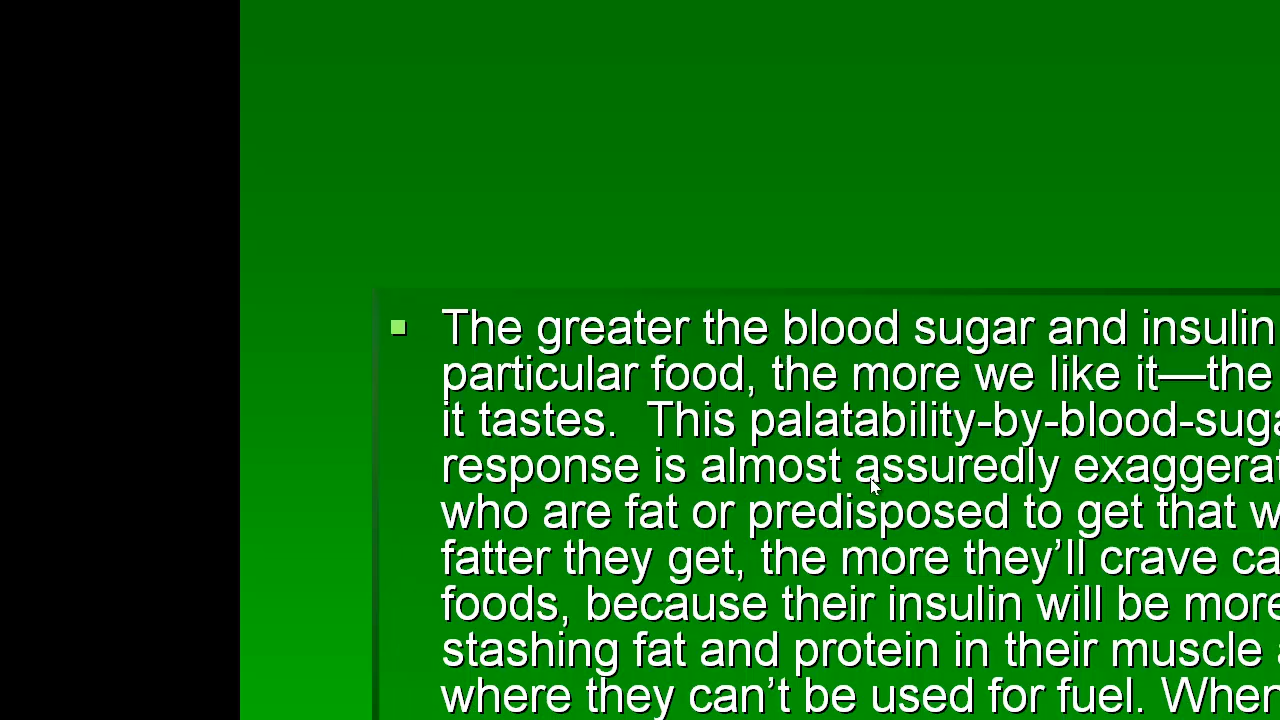 The greater the blood sugar and insulin
particular food, the more we like it—the
it tastes.  This palatability-by-blood-suga
response is almost assuredly exaggerat
who are fat or predisposed to get that w
fatter they get, the more they’ll crave ca
foods, because their insulin will be more
stashing fat and protein in their muscle
where they can’t be used for fuel. When